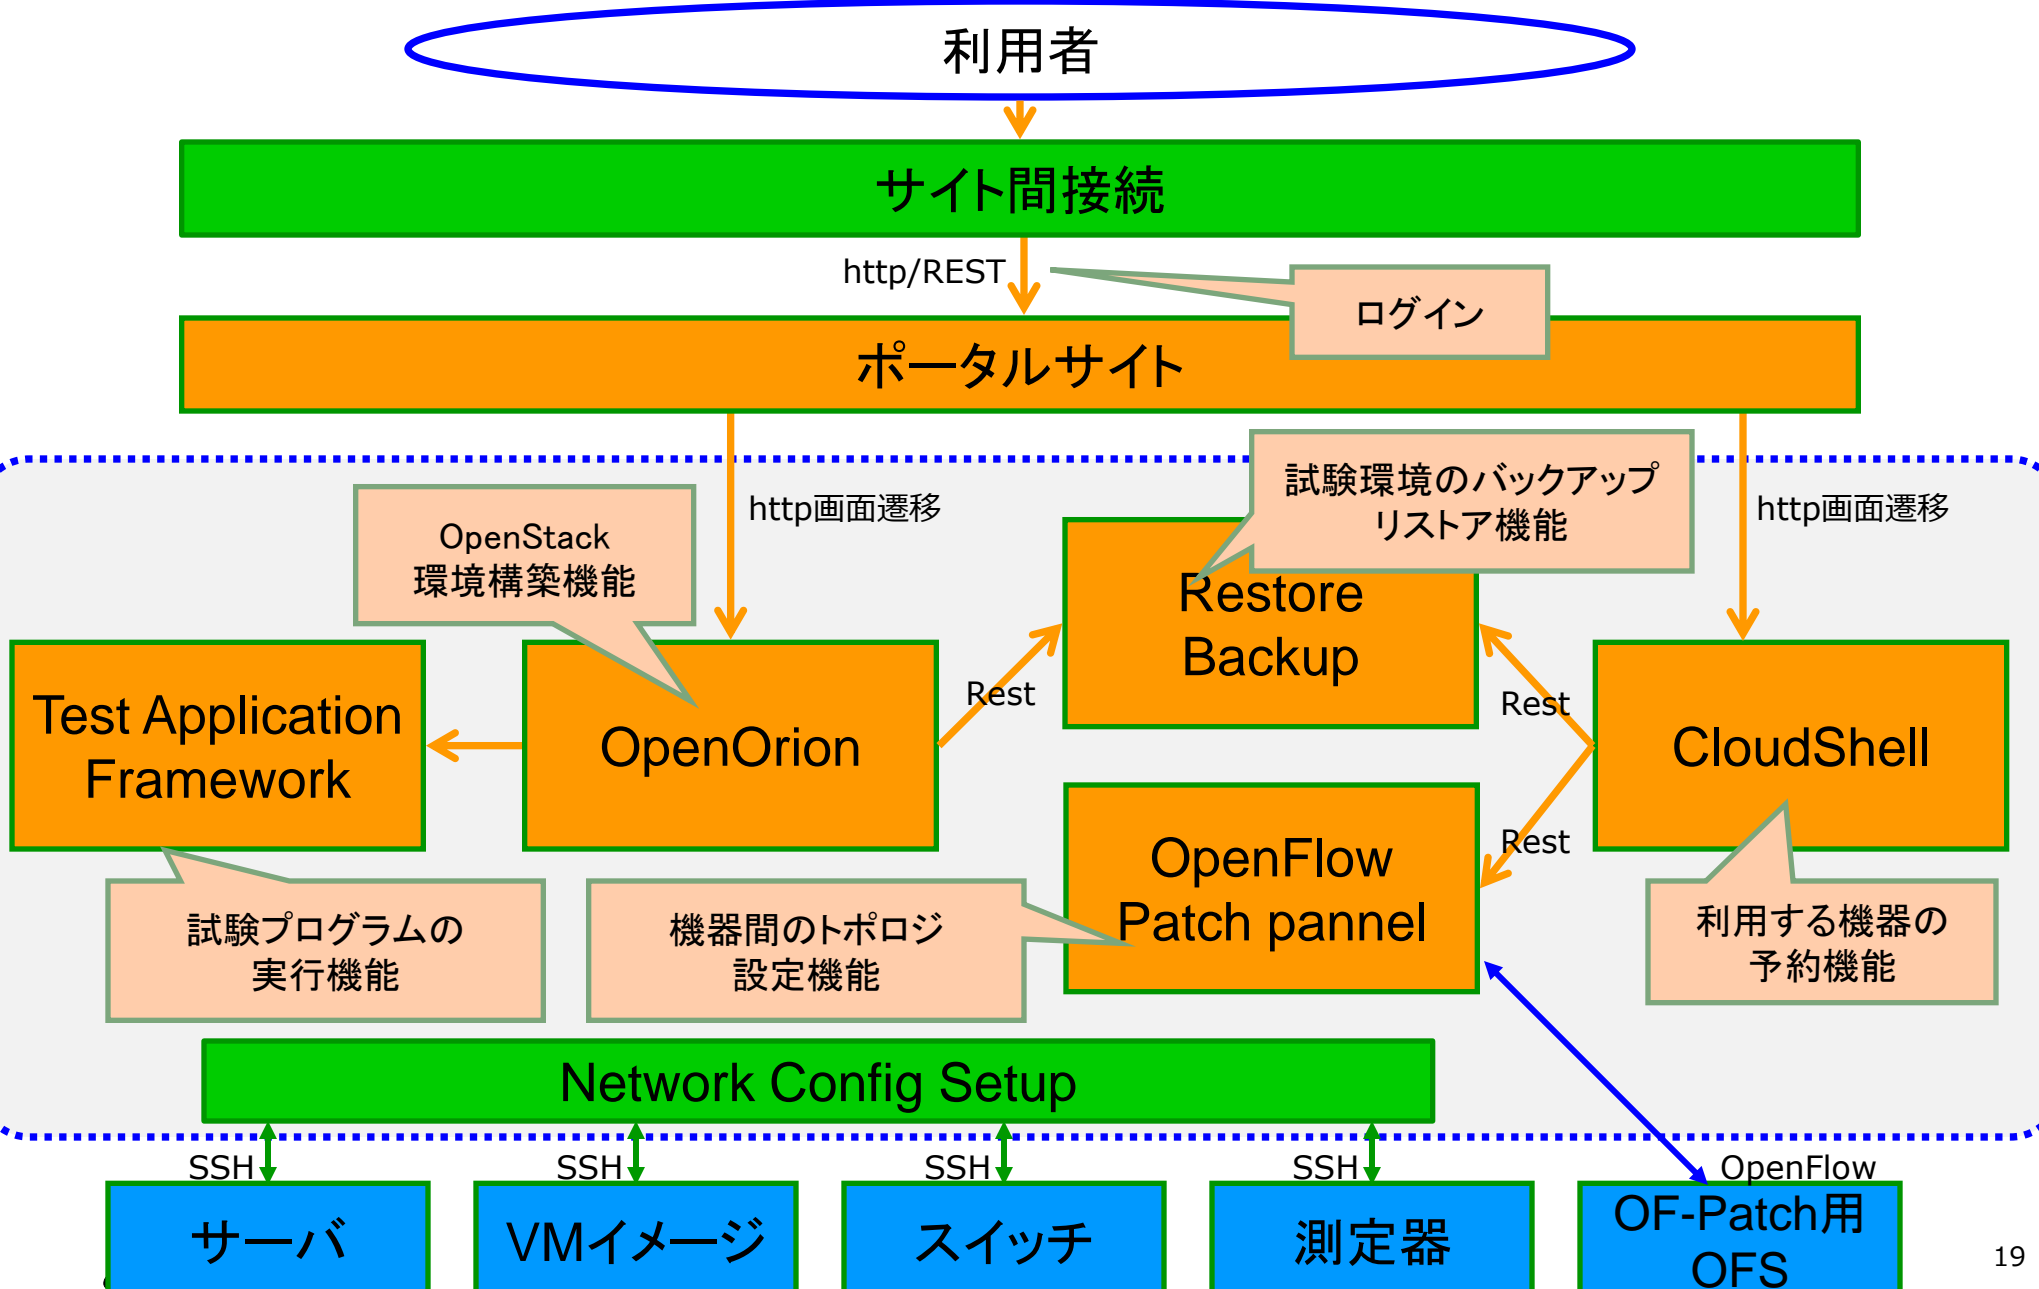 利用者
サイト間接続
http/REST
ログイン
ポータルサイト
http画面遷移
http画面遷移
OpenStack
環境構築機能
試験環境のバックアップ
リストア機能
Restore
Backup
Test Application
Framework
OpenOrion
Rest
Rest
CloudShell
Rest
OpenFlow
Patch pannel
試験プログラムの
実行機能
機器間のトポロジ
設定機能
利用する機器の
予約機能
Network Config Setup
SSH
SSH
SSH
SSH
OpenFlow
サーバ
VMイメージ
スイッチ
測定器
OF-Patch用
OFS
19